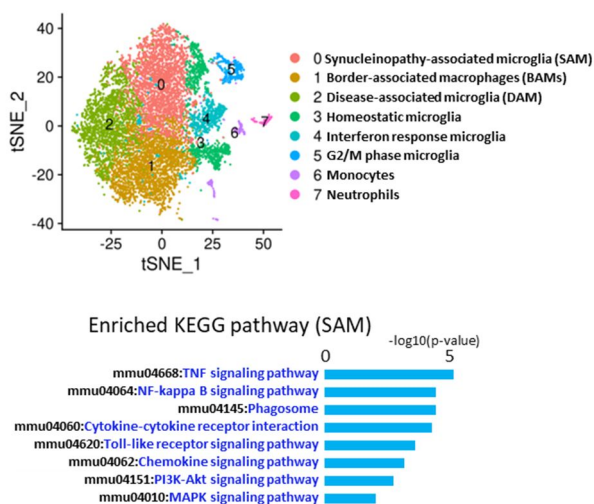 40
20
0
-20
-40
tSNE_2
0
1
2
3
3
4
5
6
7
-25
0
25
50
tSNE_1
0 Synucleinopathy-associated microglia (SAM)
1 Border-associated macrophages (BAMs)
2 Disease-associated microglia (DAM)
3 Homeostatic microglia
4 Interferon response microglia
5 G2/M phase microglia
6 Monocytes
7 Neutrophils
Enriched KEGG pathway (SAM)
-log10(p-value)
0 5
mmu04668:TNF signaling pathway
mmu04064:NF-kappa B signaling pathway
mmu04145:Phagosome
mmu04060:Cytokine-cytokine receptor interaction
mmu04620:Toll-like receptor signaling pathway
mmu04062:Chemokine signaling pathway
mmu04151:PI3K-Akt signaling pathway
mmu04010:MAPK signaling pathway